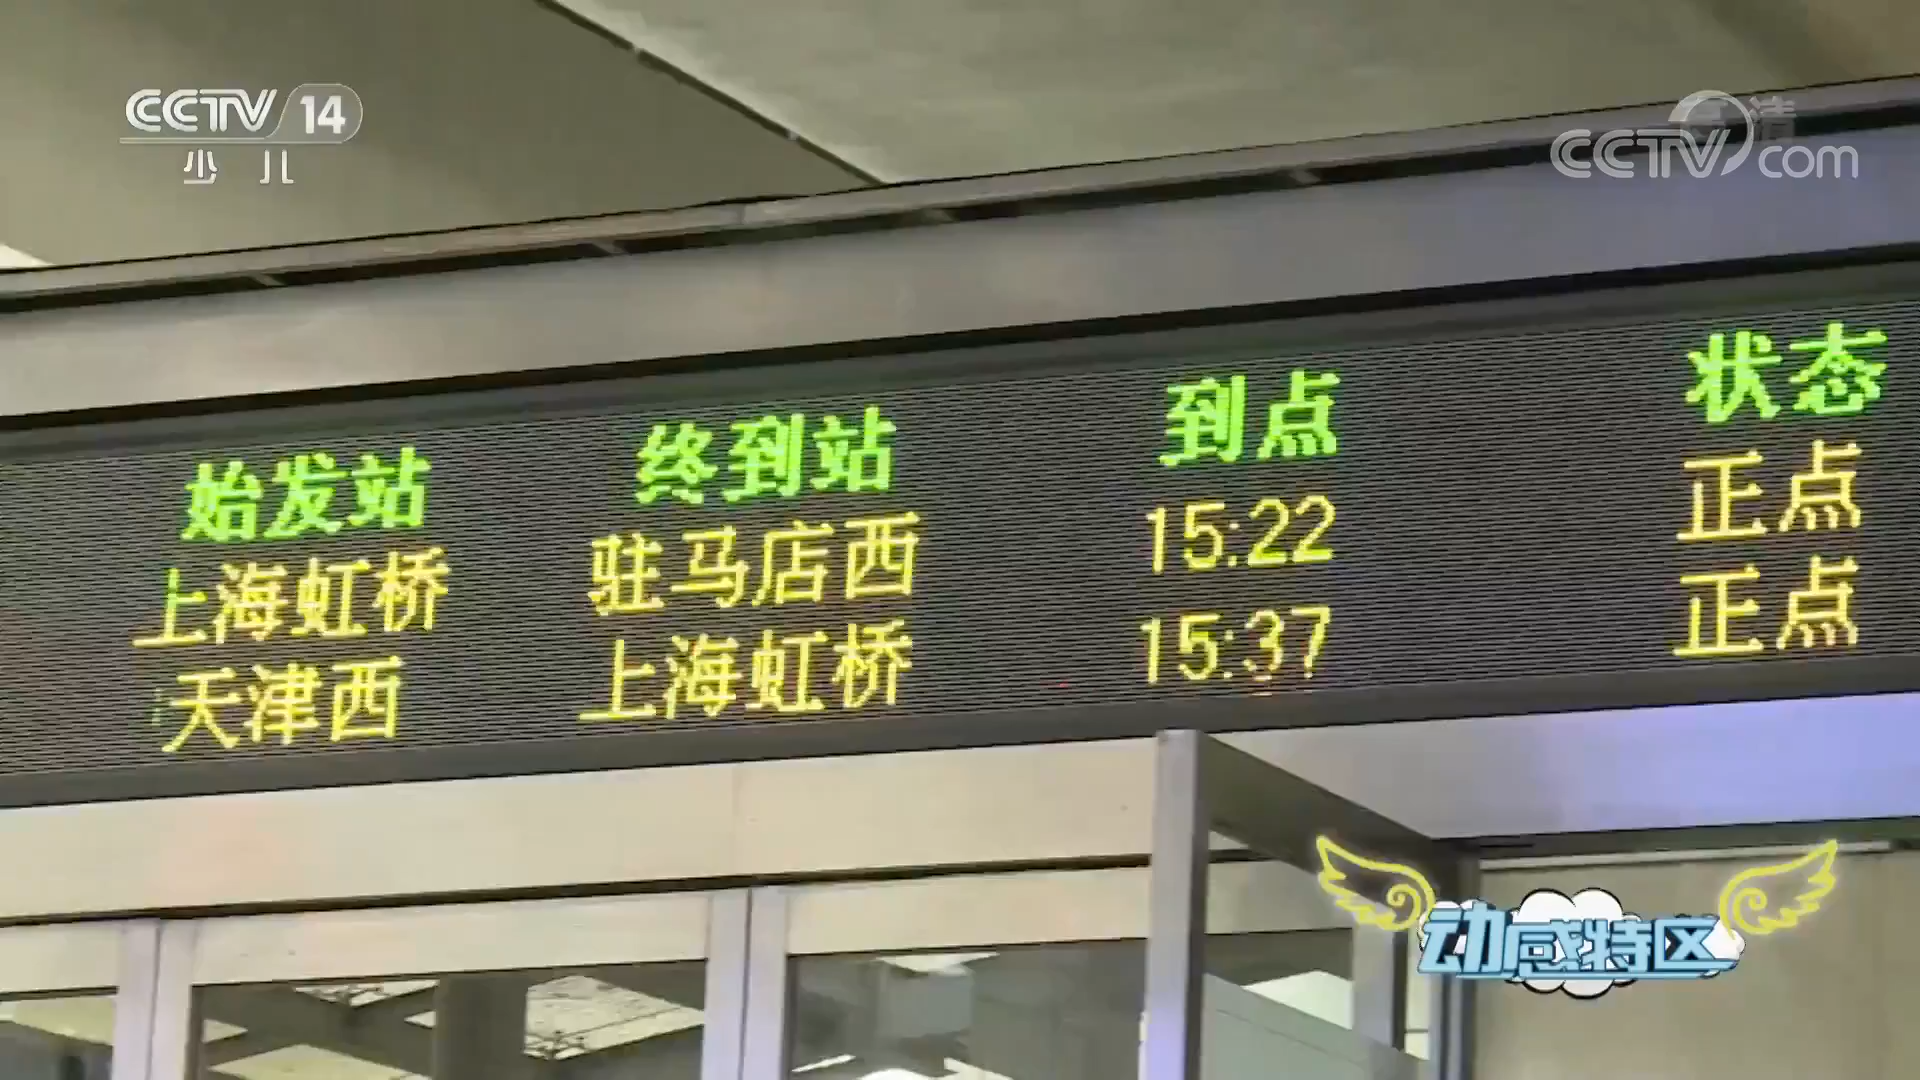 CCTV 14
少儿
CCTV com
始发站 终到站 到点 状态
上海虹桥 驻马店西 15:22 正点
天津西 上海虹桥 15:37 正点
动感特区